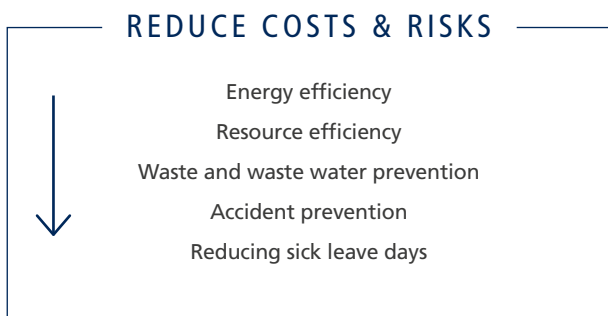 REDUCE COSTS & RISKS
Energy efficiency
Resource efficiency
Waste and waste water prevention
Accident prevention
Reducing sick leave days